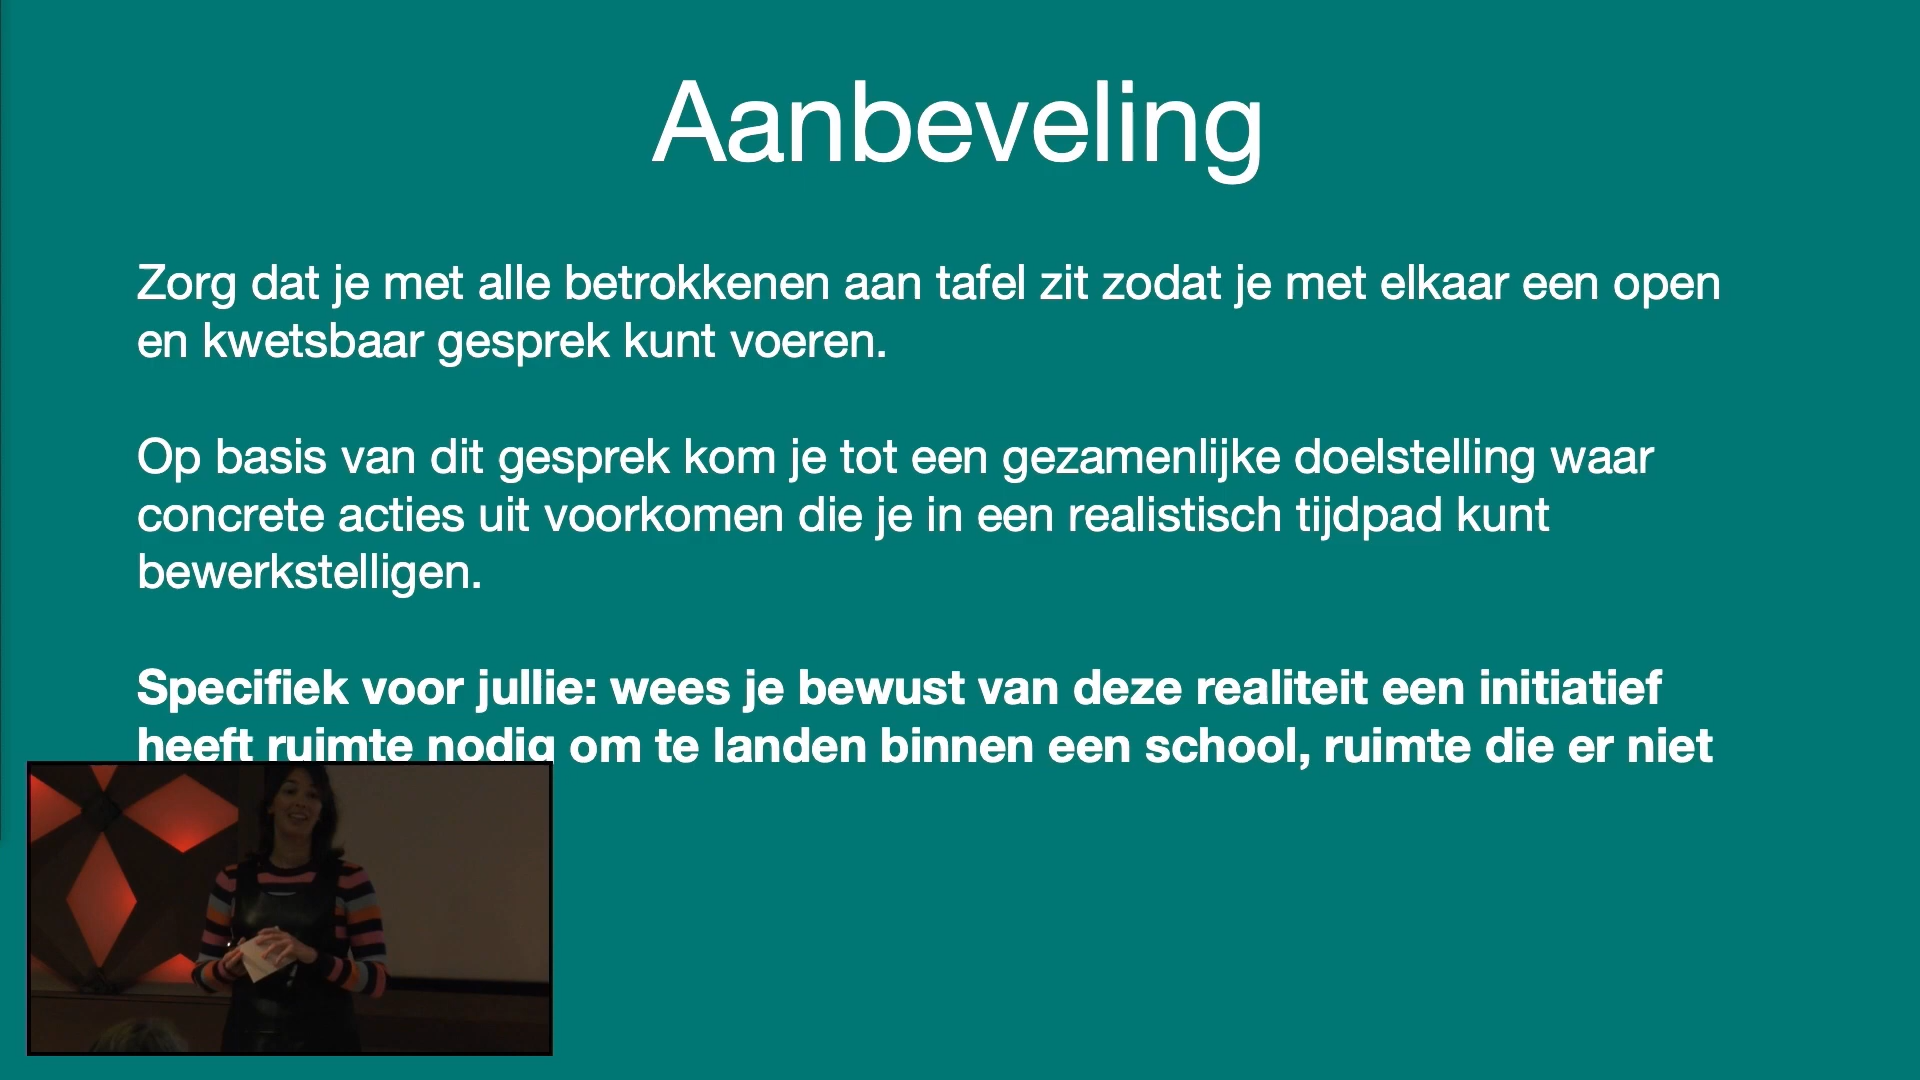 Aanbeveling
Zorg dat je met alle betrokkenen aan tafel zit zodat je met elkaar een open
en kwetsbaar gesprek kunt voeren.
Op basis van dit gesprek kom je tot een gezamenlijke doelstelling waar
concrete acties uit voorkomen die je in een realistisch tijdpad kunt
bewerkstelligen.
Specifiek voor jullie: wees je bewust van deze realiteit een initiatief
heeft ruimte nodig om te landen binnen een school, ruimte die er niet